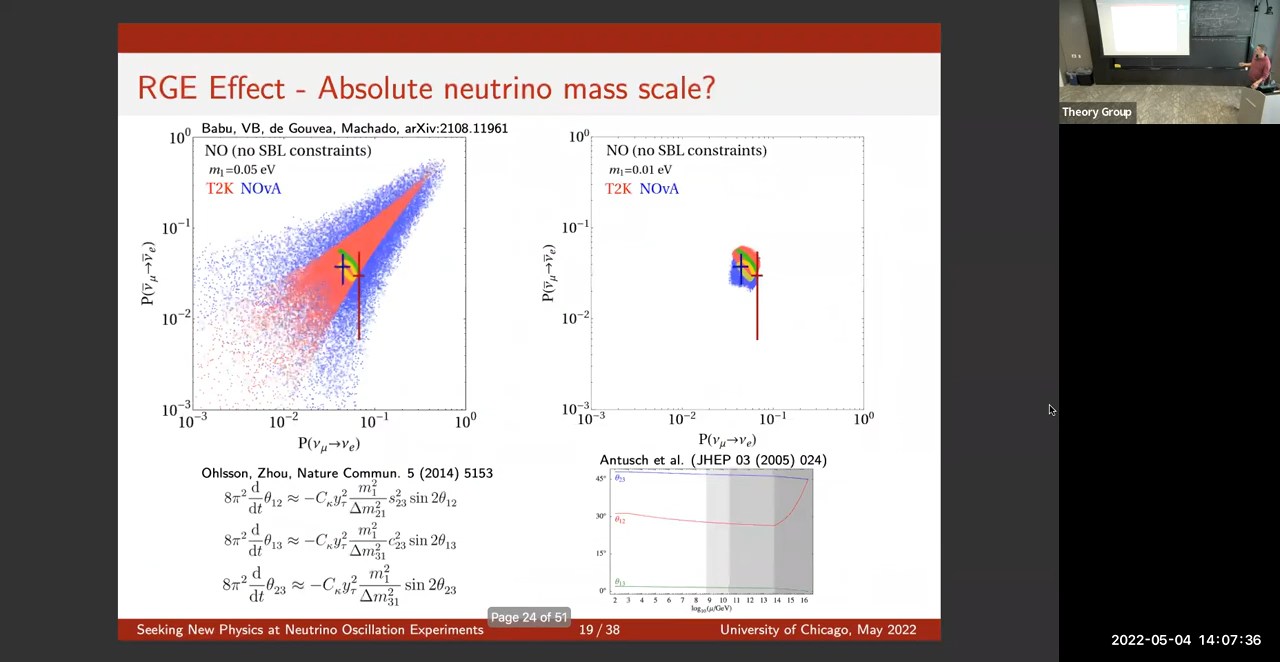 RGE Effect - Absolute neutrino mass scale?
Babu, VB, de Gouvea, Machado, arXiv:2108.11961
10⁰
NO (no SBL constraints)
m₁=0.05 eV
T2K NOvA
10⁻¹
P(ν̄_μ→ν̄_e)
10⁻²
10⁻³
10⁻³ 10⁻² 10⁻¹ 10⁰
P(ν_μ→ν_e)
10⁰
NO (no SBL constraints)
m₁=0.01 eV
T2K NOvA
10⁻¹
P(ν̄_μ→ν̄_e)
10⁻²
10⁻³
10⁻³ 10⁻² 10⁻¹ 10⁰
P(ν_μ→ν_e)
Ohlsson, Zhou, Nature Commun. 5 (2014) 5153
8π² d/dt θ₁₂ ≈ −C_κ y_τ² m₁²/Δm²₂₁ s²₂₃ sin 2θ₁₂
8π² d/dt θ₁₃ ≈ −C_κ y_τ² m₁²/Δm²₃₁ c²₂₃ sin 2θ₁₃
8π² d/dt θ₂₃ ≈ −C_κ y_τ² m₁²/Δm²₃₁ sin 2θ₂₃
Antusch et al. (JHEP 03 (2005) 024)
45°
θ₂₃
30°
θ₁₂
15°
θ₁₃
0°
2 3 4 5 6 7 8 9 10 11 12 13 14 15 16
log₁₀(μ/GeV)
Page 24 of 51
Seeking New Physics at Neutrino Oscillation Experiments 19 / 38 University of Chicago, May 2022
Theory Group
2022-05-04 14:07:36